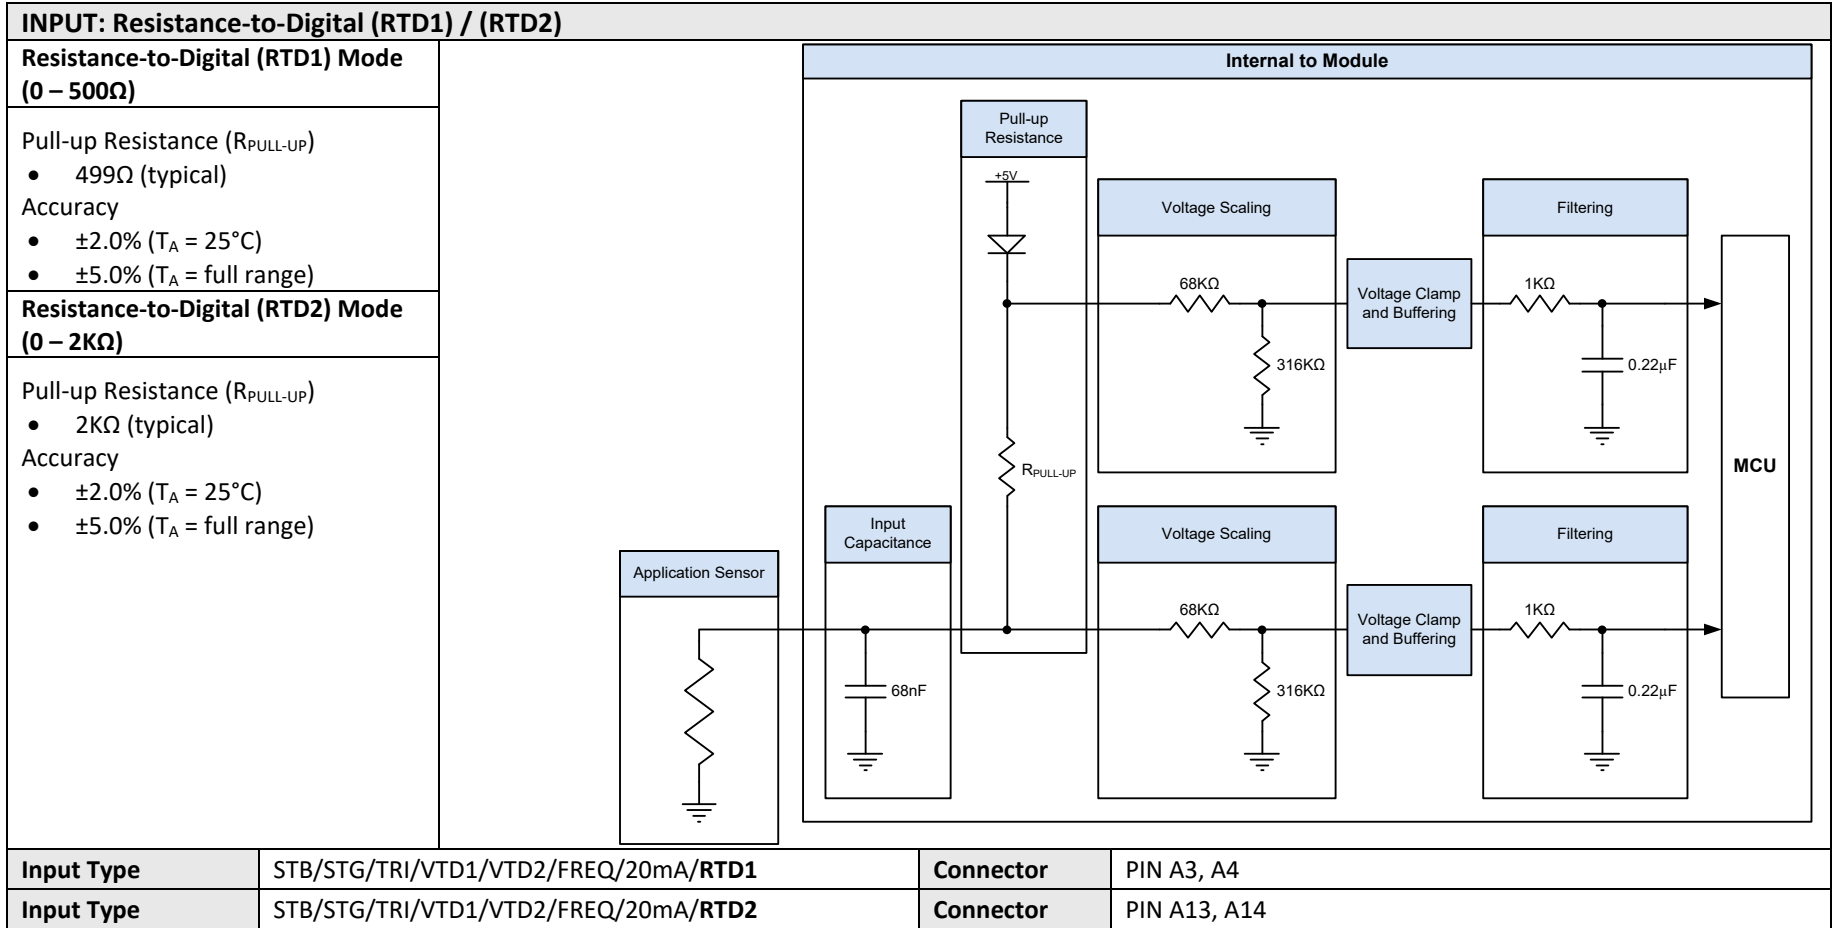 INPUT: Resistance-to-Digital (RTD1) / (RTD2)
Resistance-to-Digital (RTD1) Mode
(0 – 500Ω)
Pull-up Resistance (RPULL-UP)
• 499Ω (typical)
Accuracy
• ±2.0% (TA = 25°C)
• ±5.0% (TA = full range)
Resistance-to-Digital (RTD2) Mode
(0 – 2KΩ)
Pull-up Resistance (RPULL-UP)
• 2KΩ (typical)
Accuracy
• ±2.0% (TA = 25°C)
• ±5.0% (TA = full range)
Internal to Module
Pull-up
Resistance
+5V
RPULL-UP
Voltage Scaling
68KΩ
316KΩ
Voltage Clamp
and Buffering
Filtering
1KΩ
0.22µF
MCU
Application Sensor
Input
Capacitance
68nF
Voltage Scaling
68KΩ
316KΩ
Voltage Clamp
and Buffering
Filtering
1KΩ
0.22µF
Input Type STB/STG/TRI/VTD1/VTD2/FREQ/20mA/RTD1 Connector PIN A3, A4
Input Type STB/STG/TRI/VTD1/VTD2/FREQ/20mA/RTD2 Connector PIN A13, A14